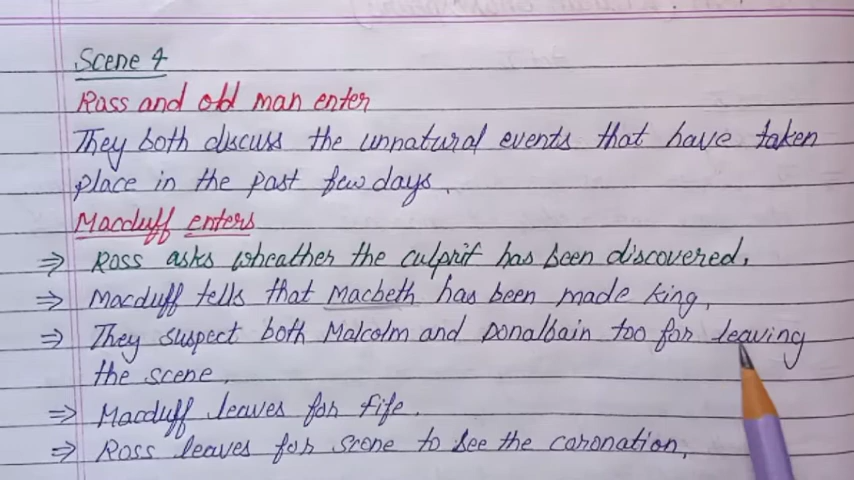 Scene 4
Ross and old man enter
They both discuss the unnatural events that have taken
place in the past few days.
Macduff enters
⇒ Ross asks wheather the culprit has been discovered.
⇒ Macduff tells that Macbeth has been made king.
⇒ They suspect both Malcolm and Donalbain too for leaving
the scene.
⇒ Macduff leaves for fife.
⇒ Ross leaves for scone to see the coronation.